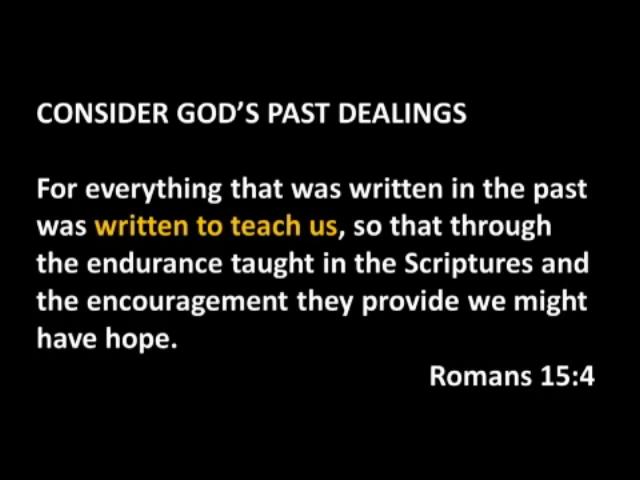 CONSIDER GOD’S PAST DEALINGS
For everything that was written in the past
was written to teach us, so that through
the endurance taught in the Scriptures and
the encouragement they provide we might
have hope.
Romans 15:4